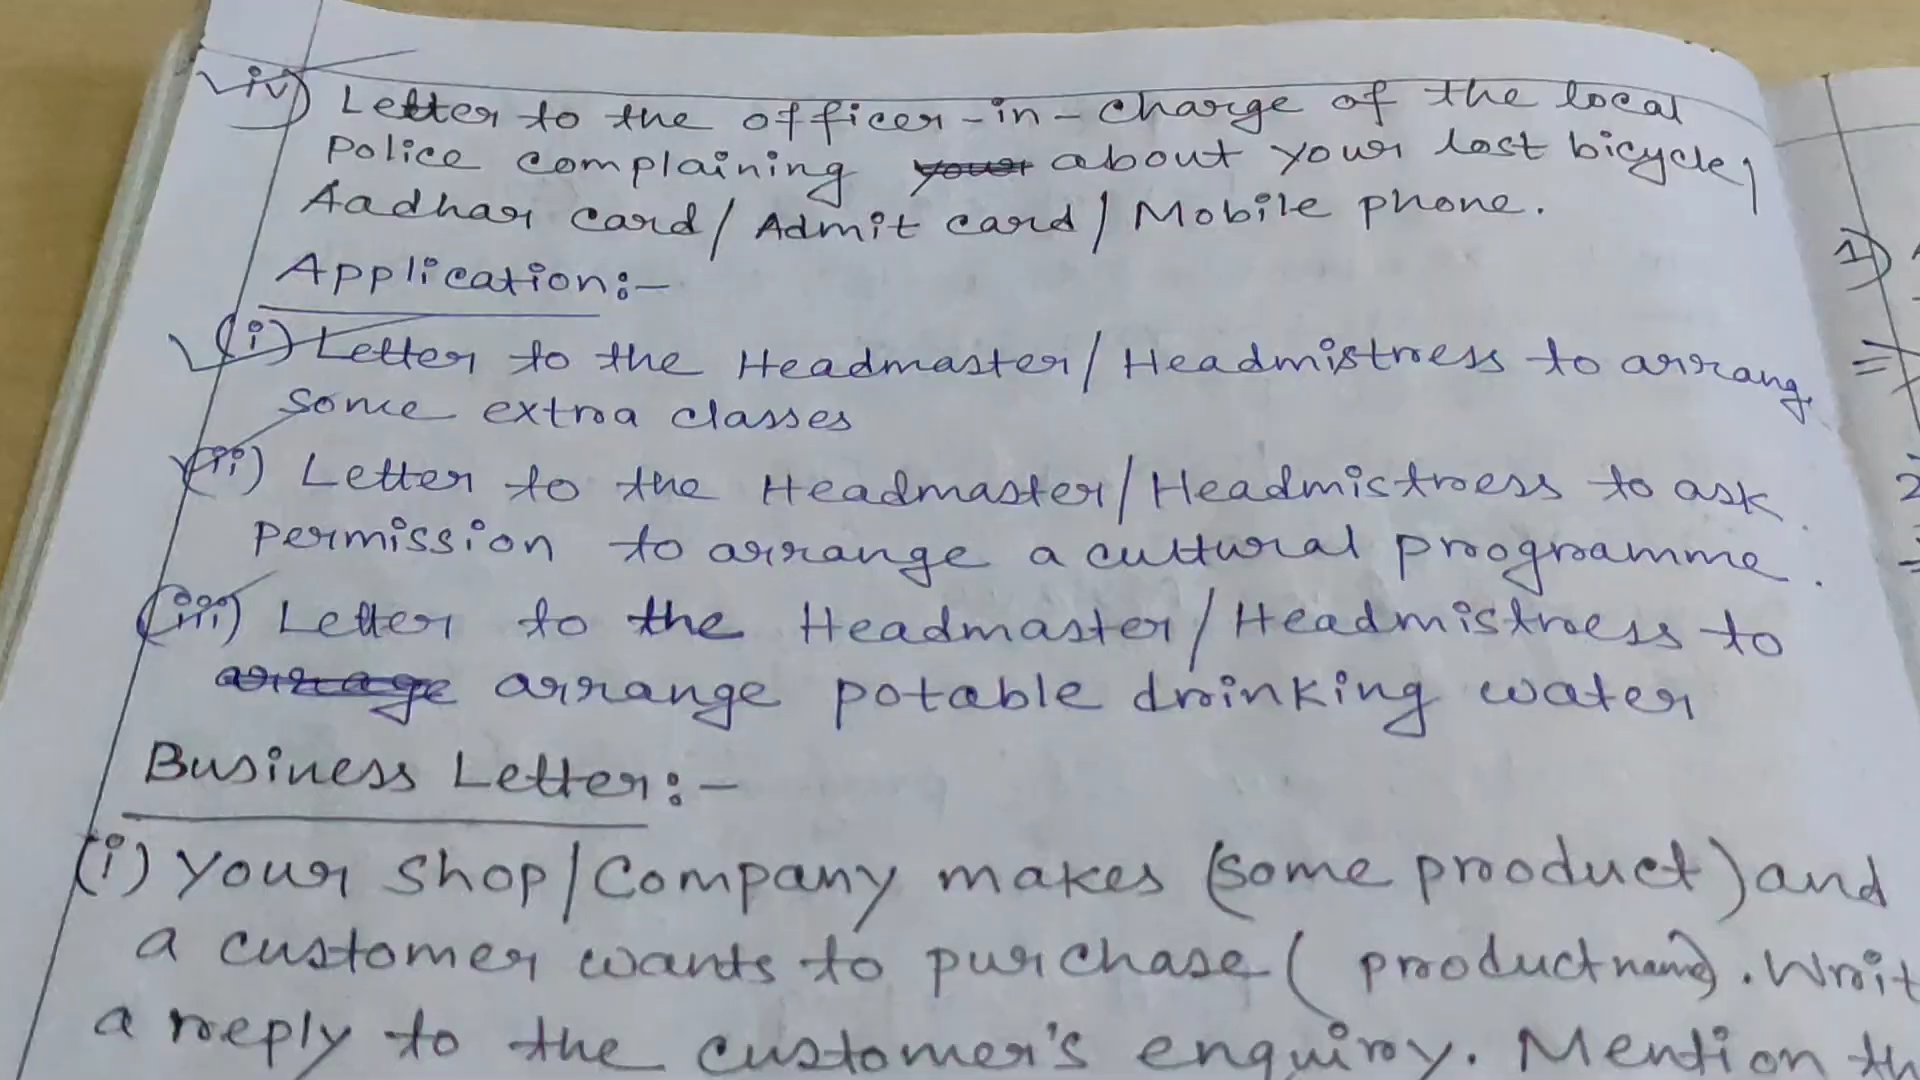 iv) Letter to the officer-in-charge of the local
police complaining about your lost bicycle/
Aadhar card/ Admit card/ Mobile phone.
Application:-
(i) Letter to the Headmaster/Headmistress to arrang
some extra classes
(ii) Letter to the Headmaster/Headmistress to ask
permission to arrange a cultural programme.
(iii) Letter to the Headmaster/Headmistress to
arrange potable drinking water
Business Letter:-
(i) Your shop/Company makes (some product) and
a customer wants to purchase (product name). Writ
a reply to the customer's enquiry. Mention th
1)
=
2